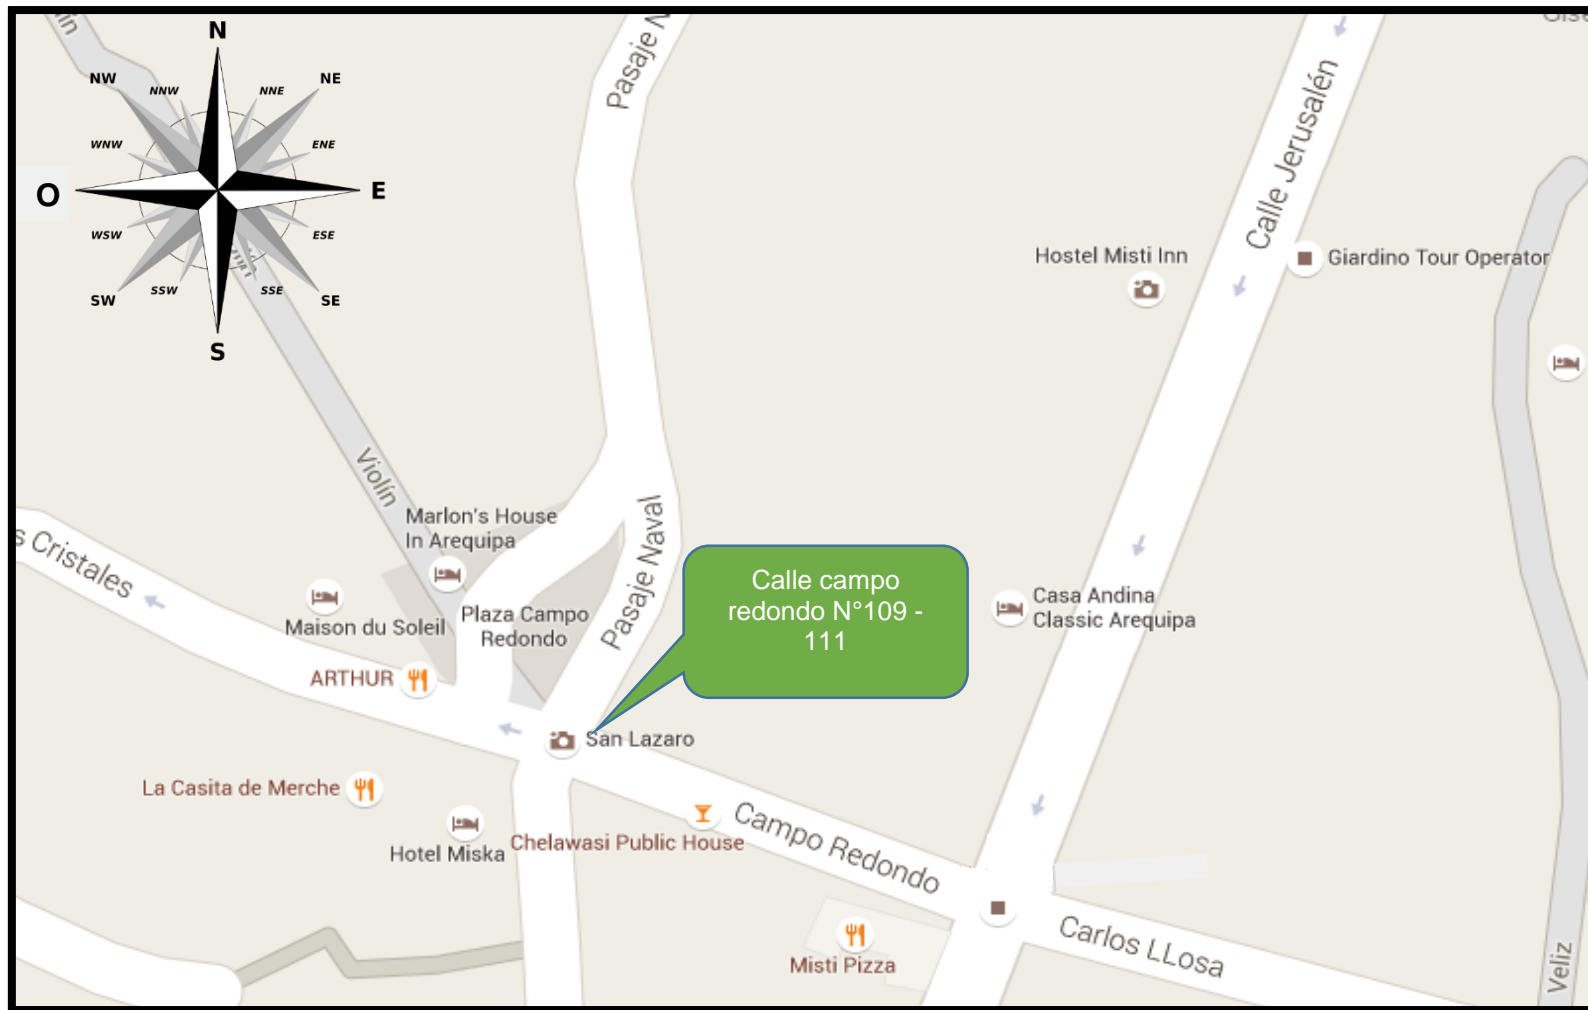 N
NW
NE
NNW
NNE
WNW
ENE
O
E
WSW
ESE
SSW
SSE
SW
SE
S
Pasaje N
Calle Jerusalén
Hostel Misti Inn
Giardino Tour Operator
Violín
Marlon's House
In Arequipa
s Cristales
Pasaje Naval
Maison du Soleil
Plaza Campo
Redondo
Calle campo
redondo N°109 -
111
Casa Andina
Classic Arequipa
ARTHUR
San Lazaro
La Casita de Merche
Hotel Miska
Chelawasi Public House
Campo Redondo
Carlos LLosa
Misti Pizza
Veliz